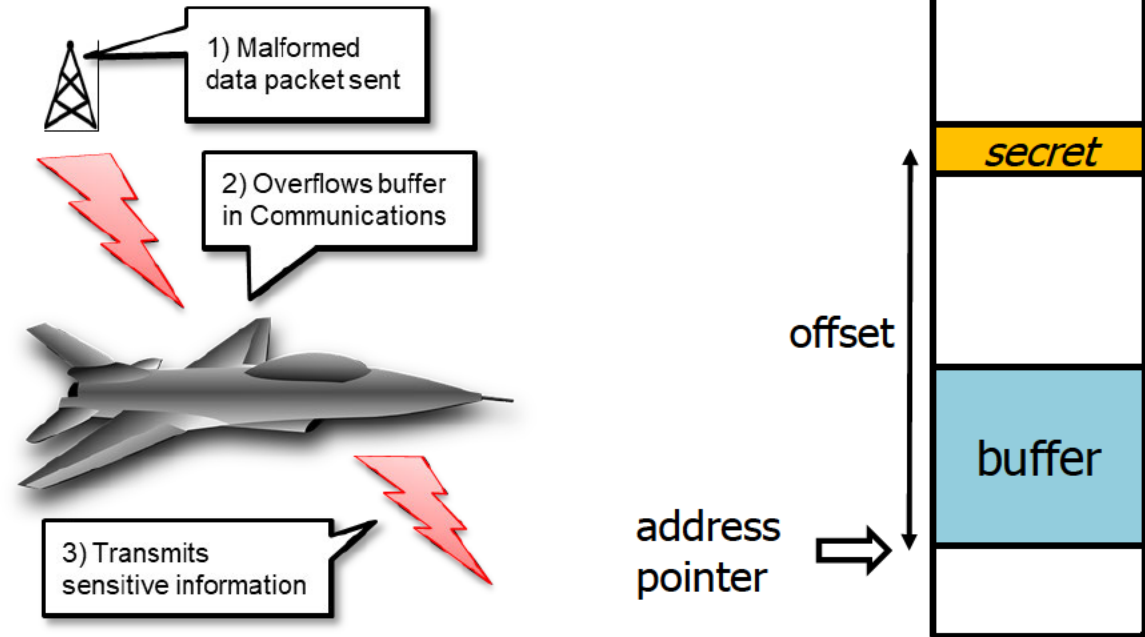 1) Malformed
data packet sent
2) Overflows buffer
in Communications
3) Transmits
sensitive information
secret
offset
buffer
address
pointer